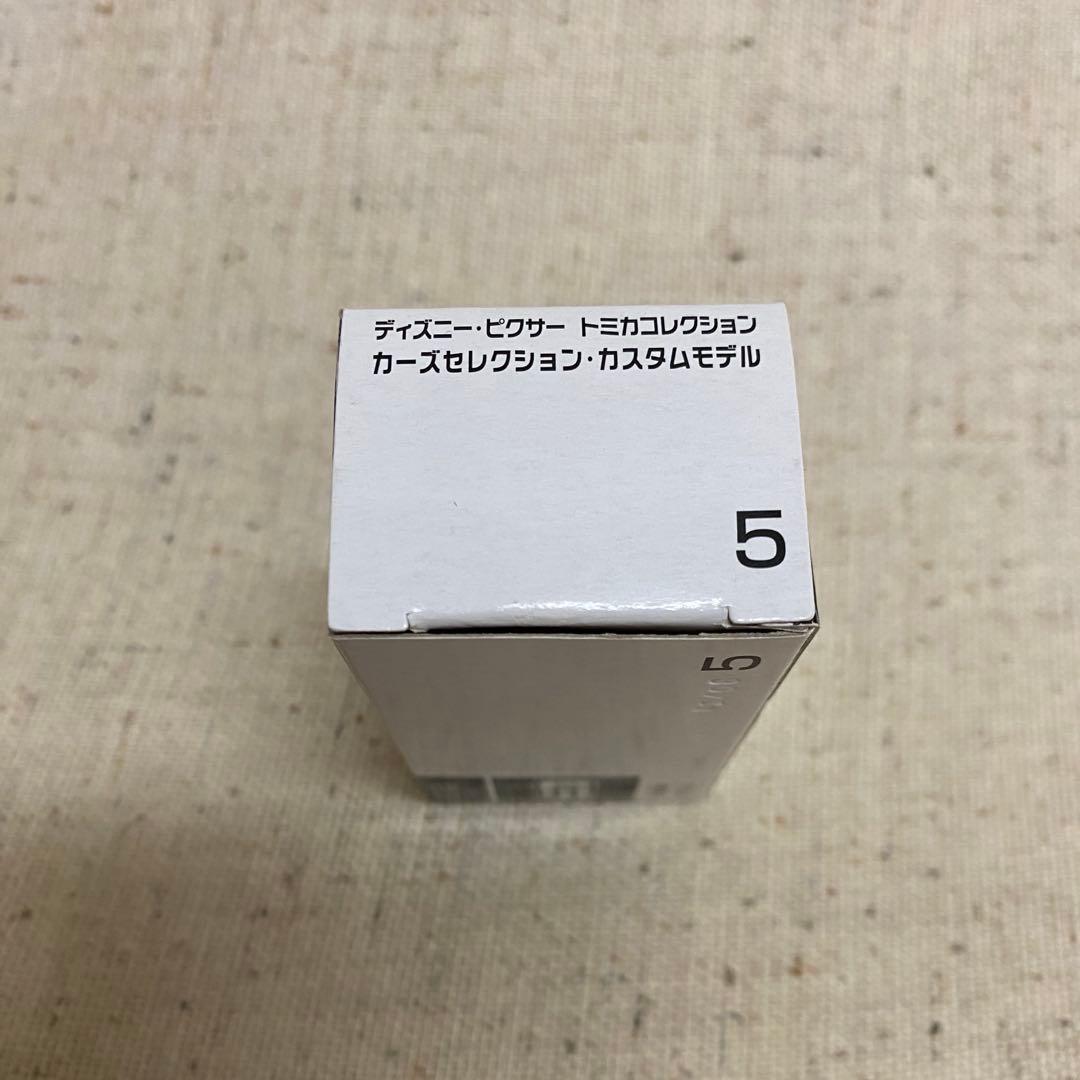 ディズニー・ピクサー トミカコレクション
カーズセレクション・カスタムモデル
5
5